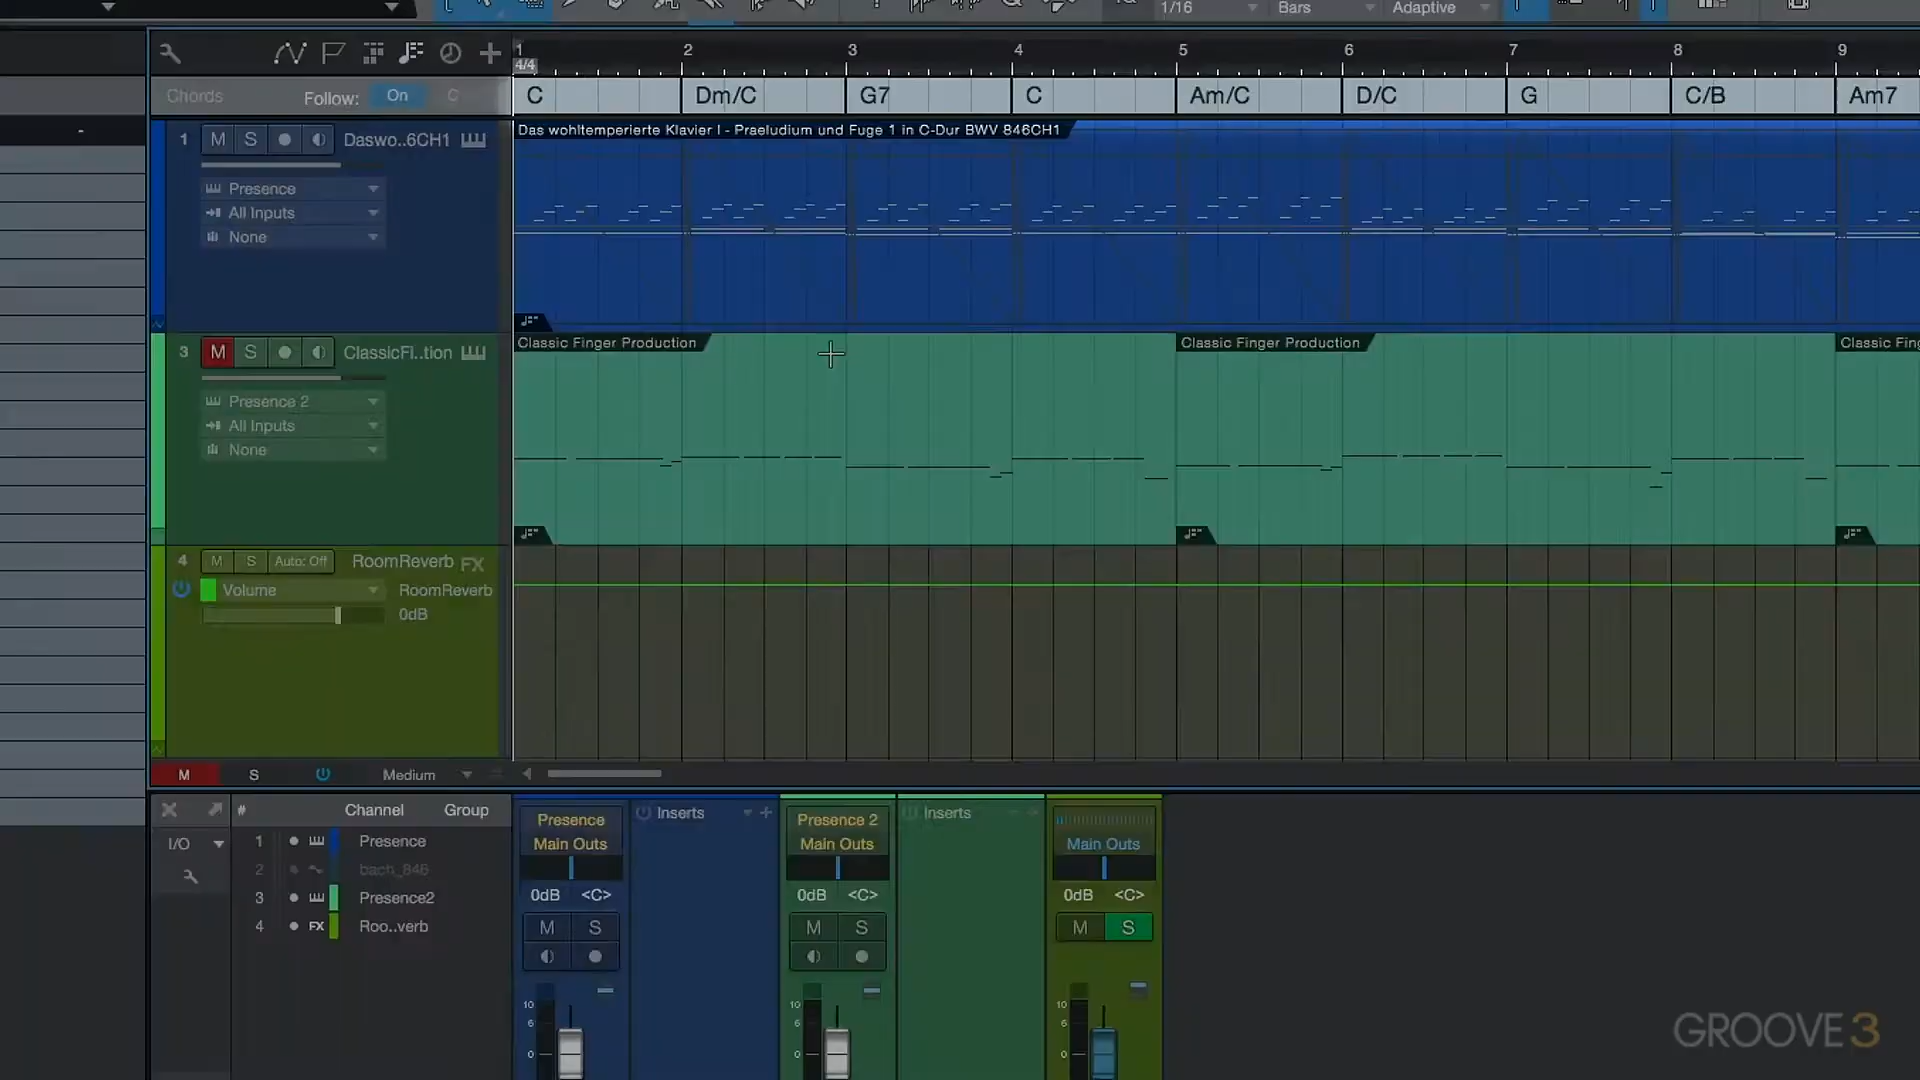 1/16 Bars Adaptive
1 2 3 4 5 6 7 8 9
4/4
Chords Follow: On C
C Dm/C G7 C Am/C D/C G C/B Am7
1 M S Daswo..6CH1
Das wohltemperierte Klavier I - Praeludium und Fuge 1 in C-Dur BWV 846CH1
Presence
All Inputs
None
3 M S ClassicFl..tion
Classic Finger Production Classic Finger Production Classic Fin
Presence 2
All Inputs
None
4 M S Auto: Off RoomReverb FX
Volume RoomReverb
0dB
M S Medium
# Channel Group
I/O
1 Presence
2 bach_846
3 Presence2
4 FX Roo..verb
Presence Inserts Presence 2 Inserts
Main Outs Main Outs Main Outs
0dB <C> 0dB <C> 0dB <C>
M S M S M S
10 10 10
6 6 6
0 0 0
GROOVE 3